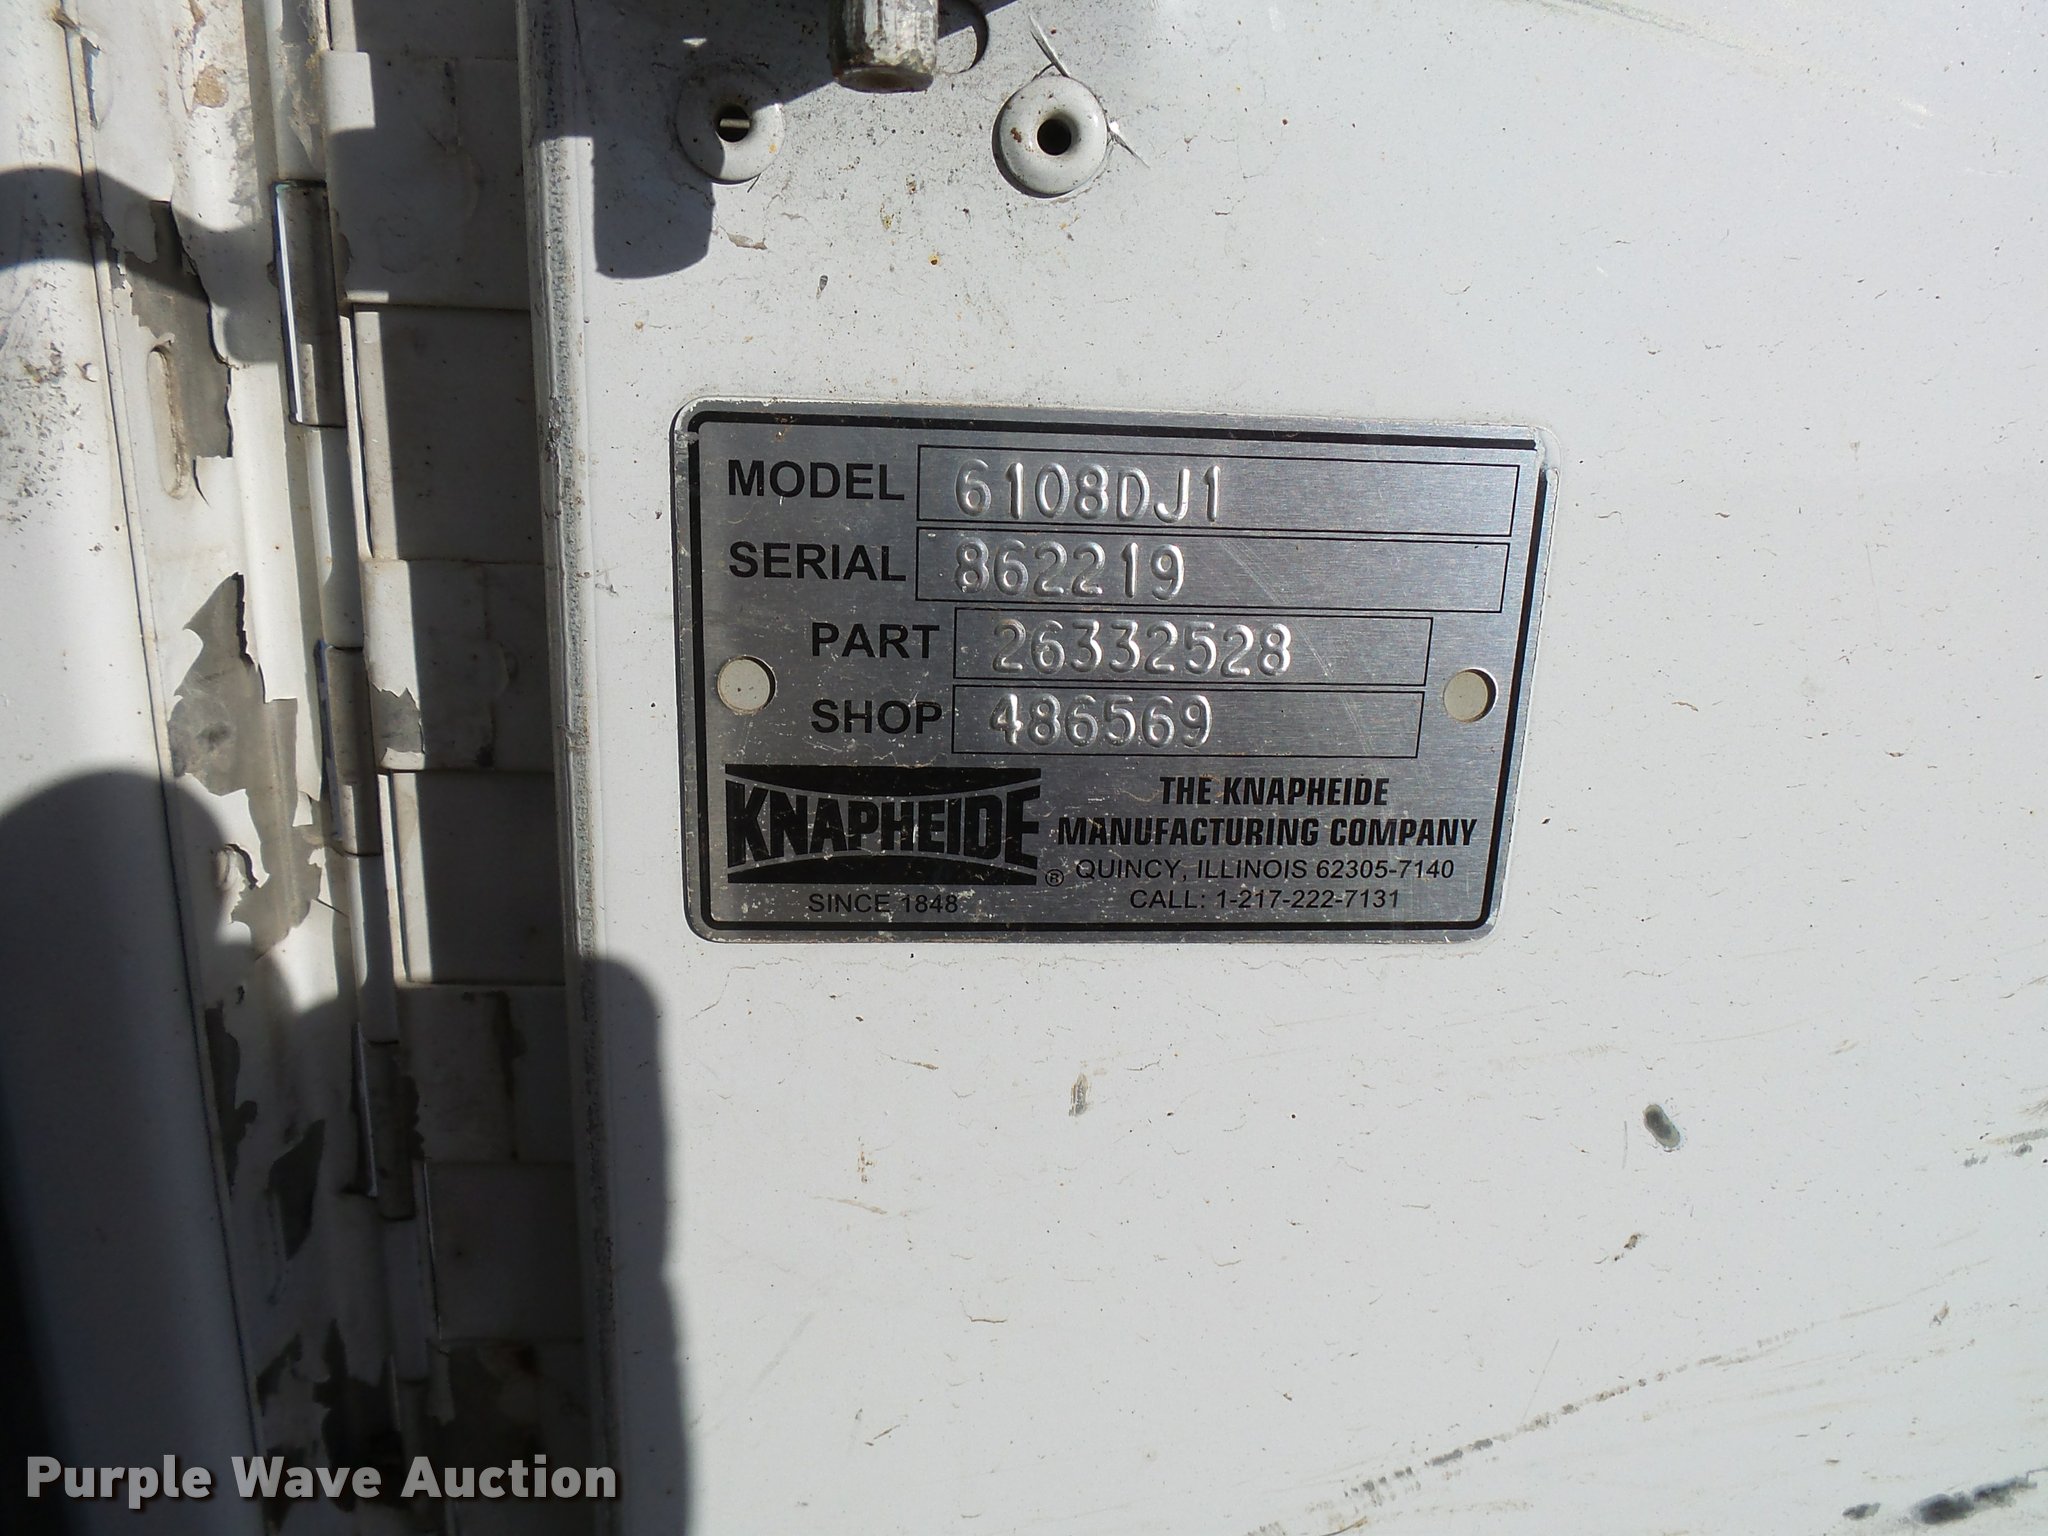 MODEL 6108DJ1
SERIAL 862219
PART 26332528
SHOP 486569
KNAPHEIDE®
SINCE 1848
THE KNAPHEIDE
MANUFACTURING COMPANY
QUINCY, ILLINOIS 62305-7140
CALL: 1-217-222-7131
Purple Wave Auction